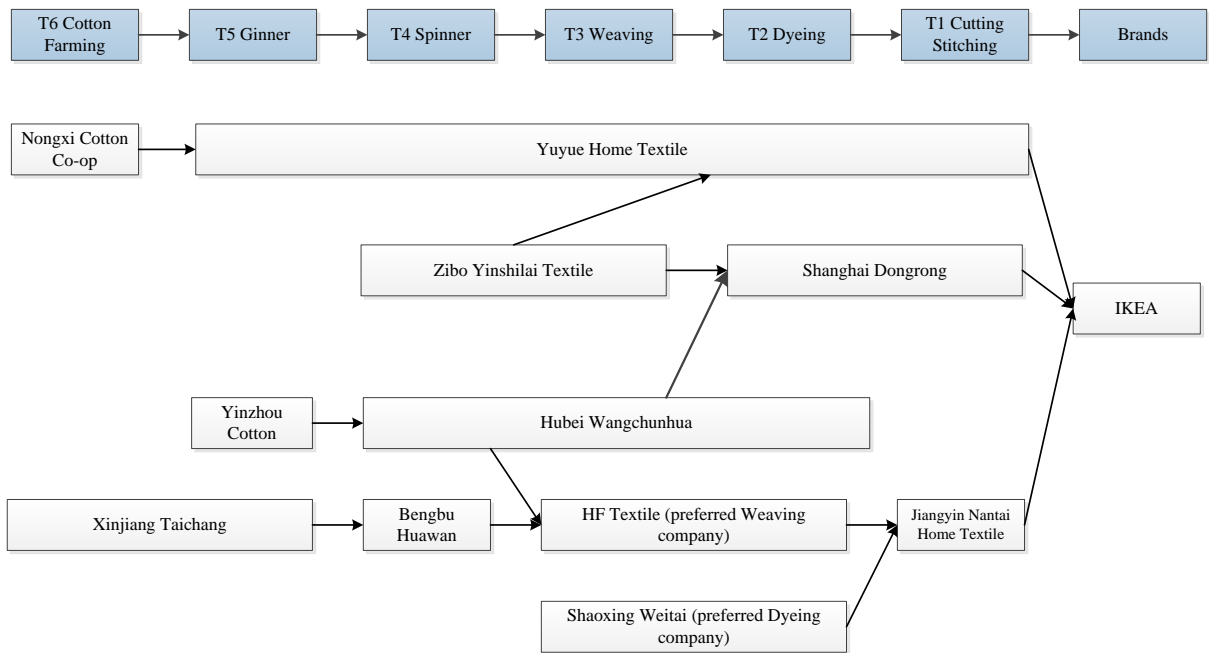 T6 Cotton
Farming
T5 Ginner
T4 Spinner
T3 Weaving
T2 Dyeing
T1 Cutting
Stitching
Brands
Nongxi Cotton
Co-op
Yuyue Home Textile
Zibo Yinshilai Textile
Shanghai Dongrong
IKEA
Yinzhou
Cotton
Hubei Wangchunhua
Xinjiang Taichang
Bengbu
Huawan
HF Textile (preferred Weaving
company)
Jiangyin Nantai
Home Textile
Shaoxing Weitai (preferred Dyeing
company)